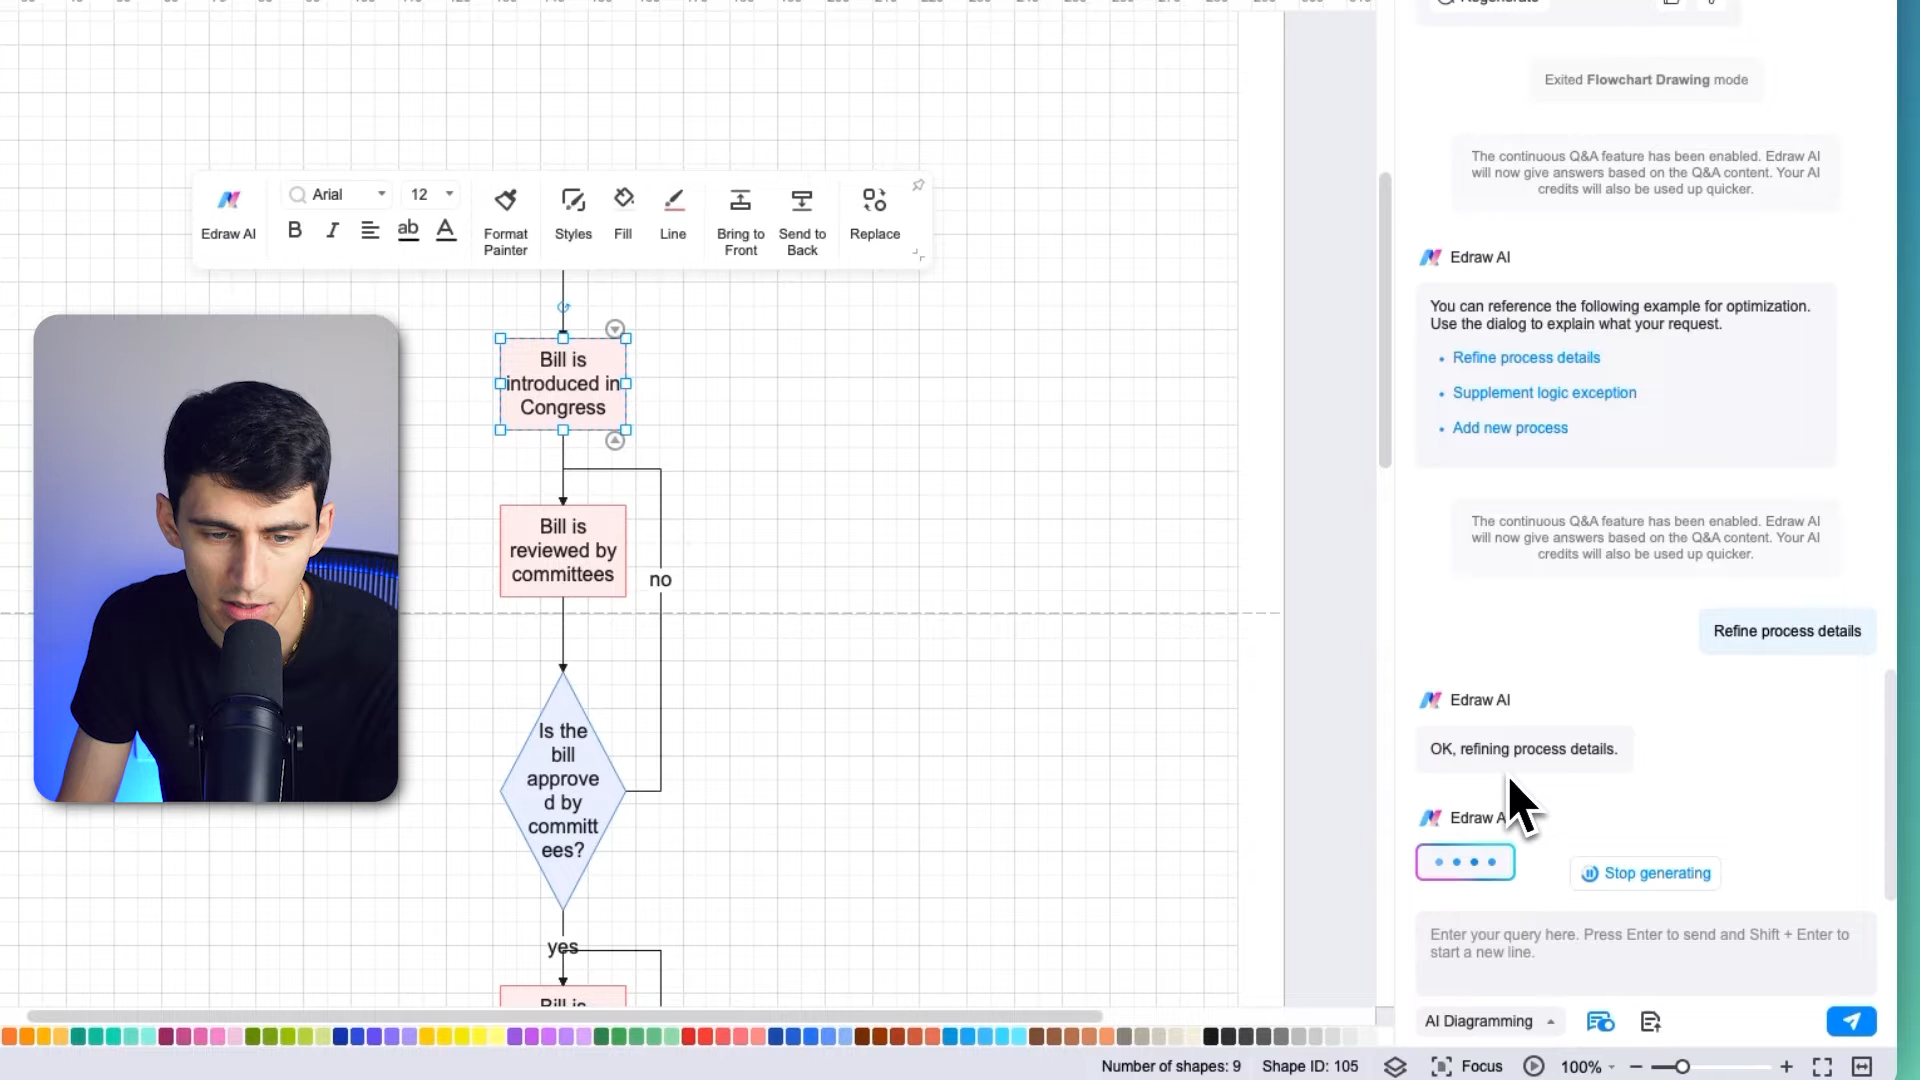 Regenerate
Exited Flowchart Drawing mode
The continuous Q&A feature has been enabled. Edraw AI
will now give answers based on the Q&A content. Your AI
credits will also be used up quicker.
Edraw AI
You can reference the following example for optimization.
Use the dialog to explain what your request.
Refine process details
Supplement logic exception
Add new process
The continuous Q&A feature has been enabled. Edraw AI
will now give answers based on the Q&A content. Your AI
credits will also be used up quicker.
Refine process details
Edraw AI
OK, refining process details.
Edraw A
Stop generating
Enter your query here. Press Enter to send and Shift + Enter to
start a new line.
AI Diagramming
Arial
12
Edraw AI
B
I
ab
A
Format
Painter
Styles
Fill
Line
Bring to
Front
Send to
Back
Replace
Bill is
introduced in
Congress
Bill is
reviewed by
committees
no
Is the
bill
approve
d by
committ
ees?
yes
Bill is
Number of shapes: 9
Shape ID: 105
Focus
100%